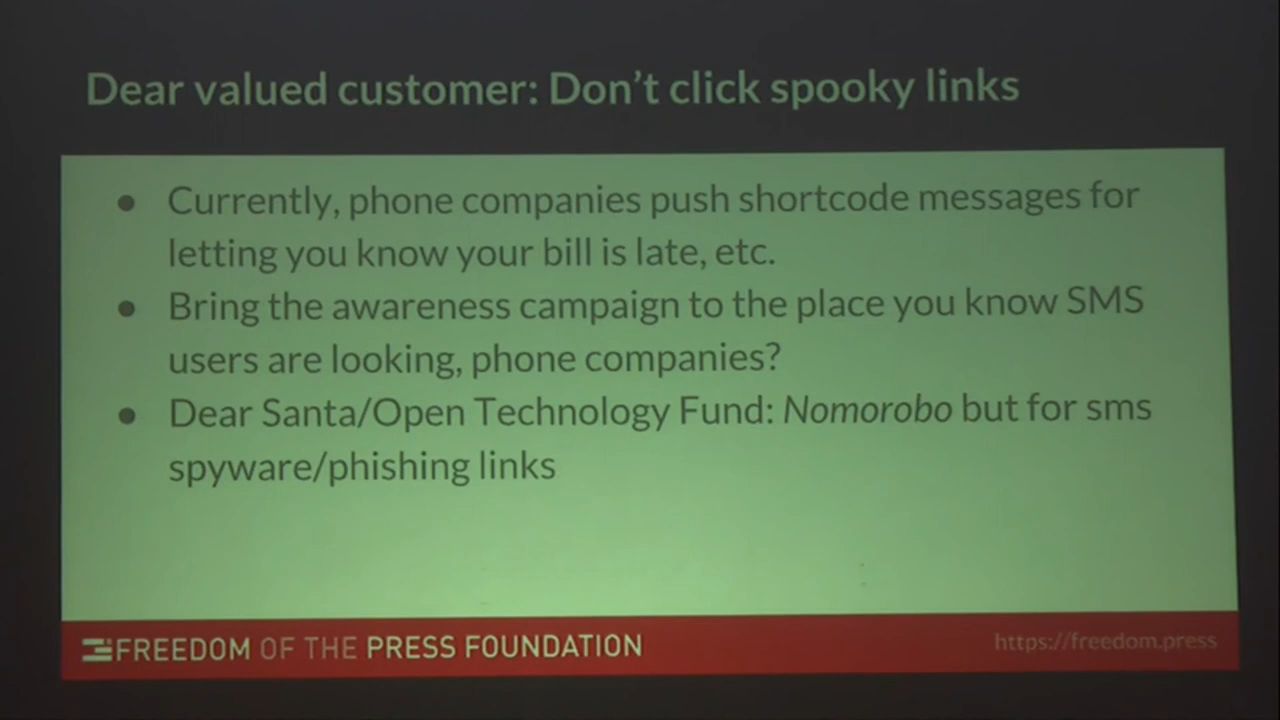 Dear valued customer: Don't click spooky links
● Currently, phone companies push shortcode messages for
letting you know your bill is late, etc.
● Bring the awareness campaign to the place you know SMS
users are looking, phone companies?
● Dear Santa/Open Technology Fund: Nomorobo but for sms
spyware/phishing links
FREEDOM OF THE PRESS FOUNDATION
https://freedom.press